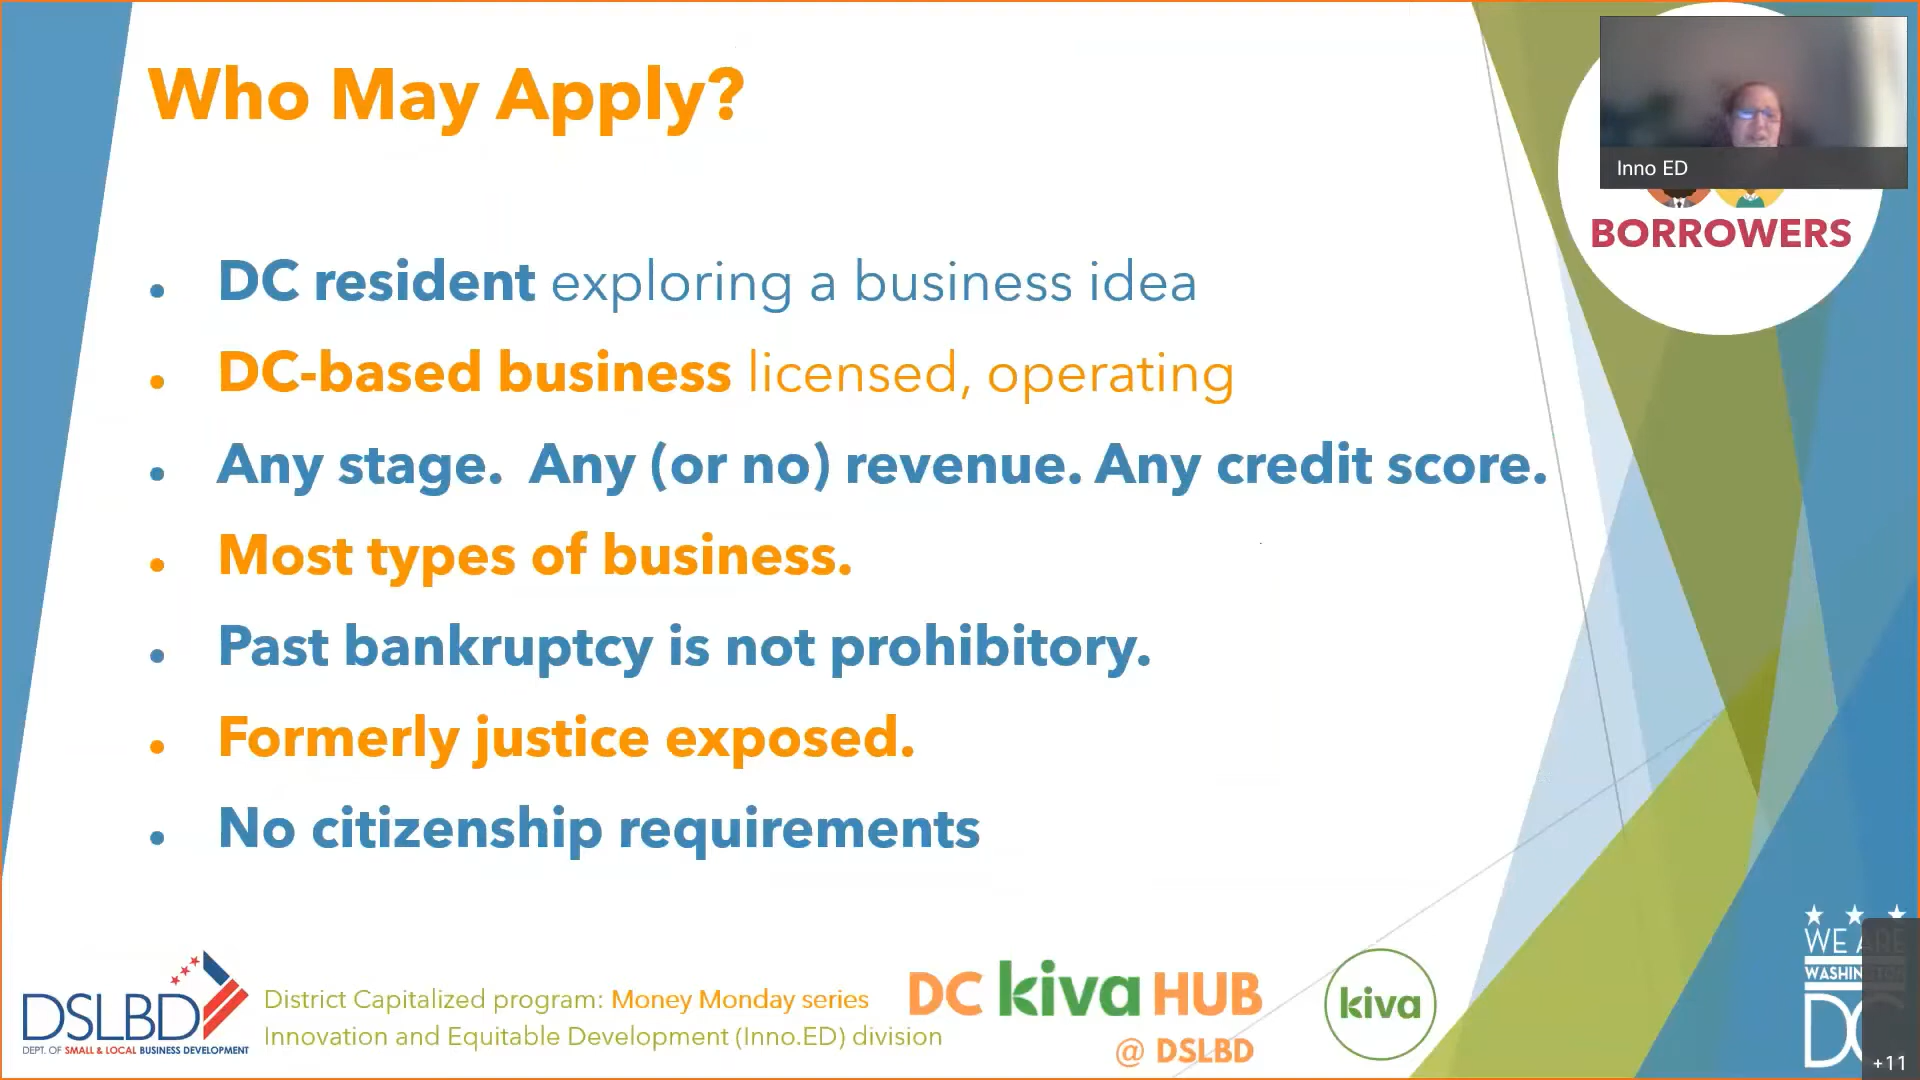 Who May Apply?
Inno ED
BORROWERS
• DC resident exploring a business idea
• DC-based business licensed, operating
• Any stage.  Any (or no) revenue. Any credit score.
• Most types of business.
• Past bankruptcy is not prohibitory.
• Formerly justice exposed.
• No citizenship requirements
DSLBD
DEPT. OF SMALL & LOCAL BUSINESS DEVELOPMENT
District Capitalized program: Money Monday series
Innovation and Equitable Development (Inno.ED) division
DC kiva HUB
@ DSLBD
kiva
WE ARE
WASHINGTON
DC
+11